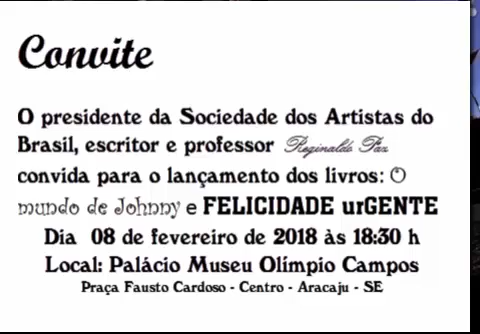 Convite
O presidente da Sociedade dos Artistas do
Brasil, escritor e professor Reginaldo Paz
convida para o lançamento dos livros: O
mundo de Johnny e FELICIDADE urGENTE
Dia 08 de fevereiro de 2018 às 18:30 h
Local: Palácio Museu Olímpio Campos
Praça Fausto Cardoso - Centro - Aracaju - SE